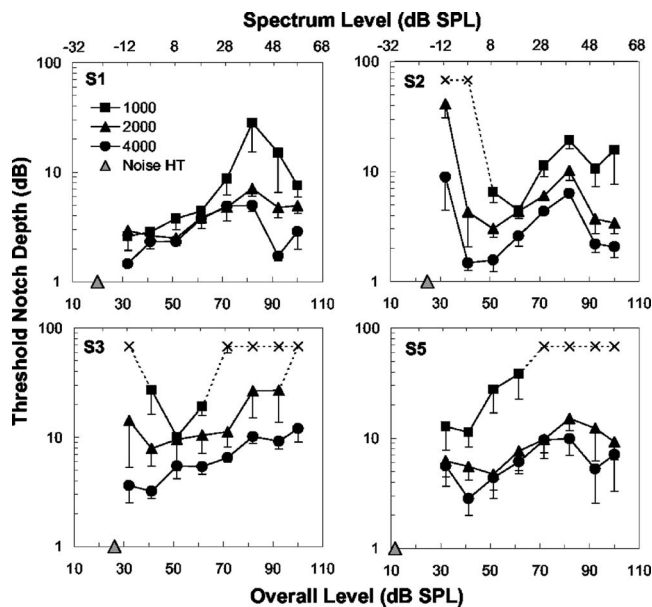 Spectrum Level (dB SPL)
-32 -12 8 28 48 68 -32 -12 8 28 48 68
100 S1 100 S2
1000
2000
4000
Noise HT
10 10
1 1
10 30 50 70 90 110 10 30 50 70 90 110
Threshold Notch Depth (dB)
100 S3 100 S5
10 10
1 1
10 30 50 70 90 110 10 30 50 70 90 110
Overall Level (dB SPL)